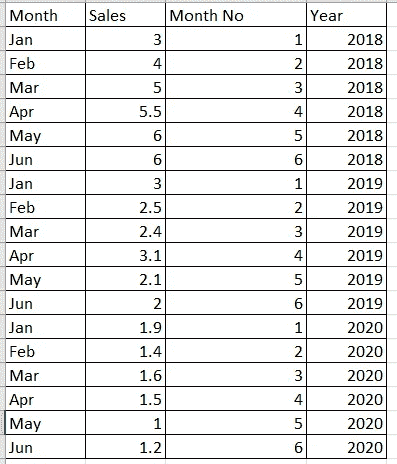 Month Sales Month No Year
Jan 3 1 2018
Feb 4 2 2018
Mar 5 3 2018
Apr 5.5 4 2018
May 6 5 2018
Jun 6 6 2018
Jan 3 1 2019
Feb 2.5 2 2019
Mar 2.4 3 2019
Apr 3.1 4 2019
May 2.1 5 2019
Jun 2 6 2019
Jan 1.9 1 2020
Feb 1.4 2 2020
Mar 1.6 3 2020
Apr 1.5 4 2020
May 1 5 2020
Jun 1.2 6 2020